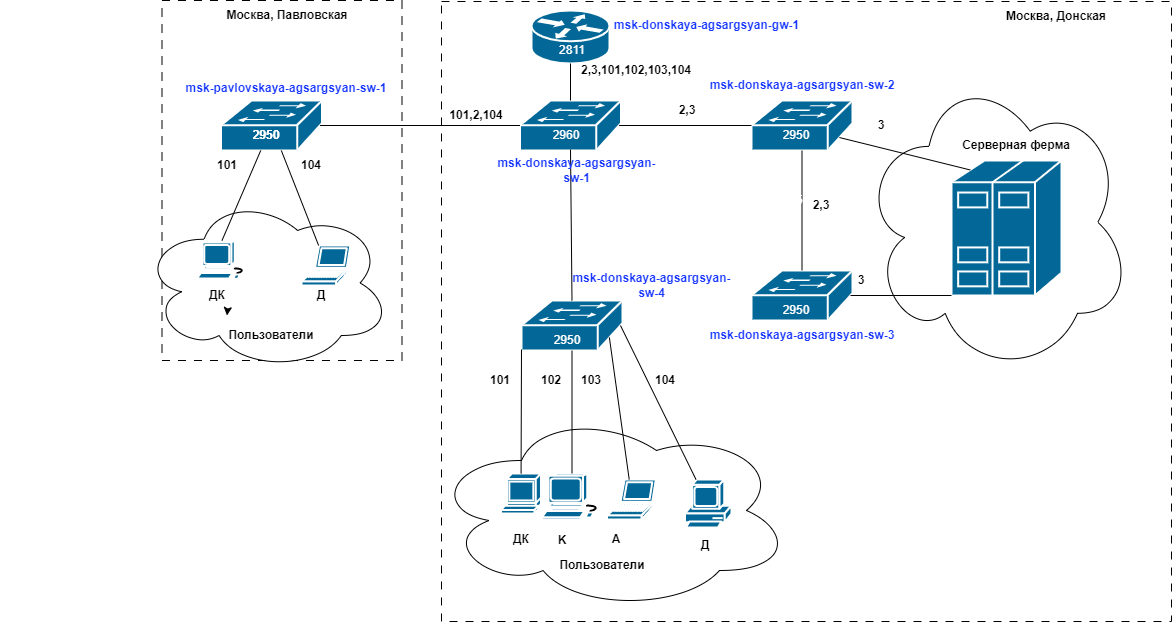 Москва, Павловская
Москва, Донская
msk-donskaya-agsargsyan-gw-1
2811
2,3,101,102,103,104
msk-pavlovskaya-agsargsyan-sw-1
msk-donskaya-agsargsyan-sw-2
2950
101,2,104
2960
2,3
2950
3
101
104
msk-donskaya-agsargsyan-
sw-1
Серверная ферма
2,3
ДК
Д
Пользователи
msk-donskaya-agsargsyan-
sw-4
3
2950
2950
msk-donskaya-agsargsyan-sw-3
101
102
103
104
ДК
К
А
Д
Пользователи